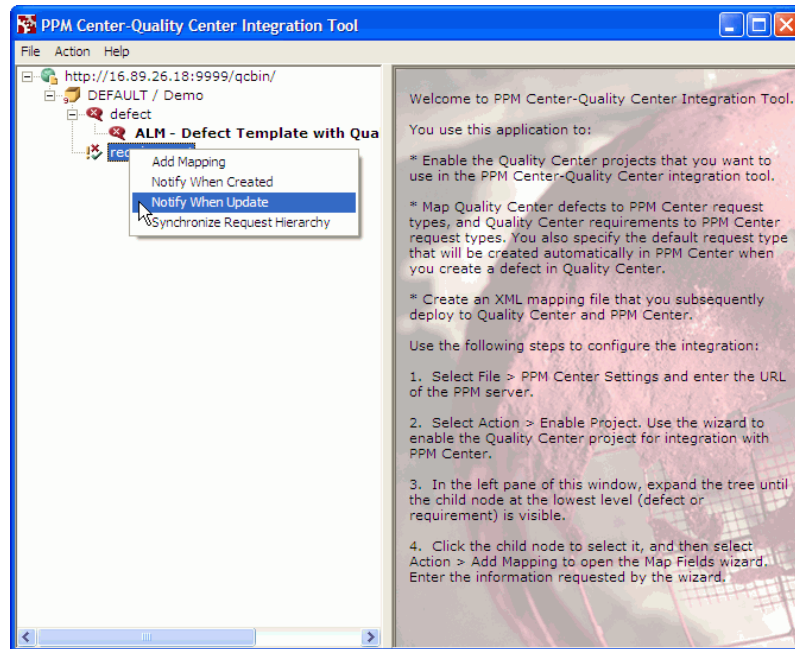 PPM Center-Quality Center Integration Tool
File Action Help
http://16.89.26.18:9999/qcbin/
DEFAULT / Demo
defect
ALM - Defect Template with Qua
Add Mapping
Notify When Created
Notify When Update
Synchronize Request Hierarchy
Welcome to PPM Center-Quality Center Integration Tool.
You use this application to:
* Enable the Quality Center projects that you want to
use in the PPM Center-Quality Center integration tool.
* Map Quality Center defects to PPM Center request
types, and Quality Center requirements to PPM Center
request types. You also specify the default request type
that will be created automatically in PPM Center when
you create a defect in Quality Center.
* Create an XML mapping file that you subsequently
deploy to Quality Center and PPM Center.
Use the following steps to configure the integration:
1. Select File > PPM Center Settings and enter the URL
of the PPM server.
2. Select Action > Enable Project. Use the wizard to
enable the Quality Center project for integration with
PPM Center.
3. In the left pane of this window, expand the tree until
the child node at the lowest level (defect or
requirement) is visible.
4. Click the child node to select it, and then select
Action > Add Mapping to open the Map Fields wizard.
Enter the information requested by the wizard.